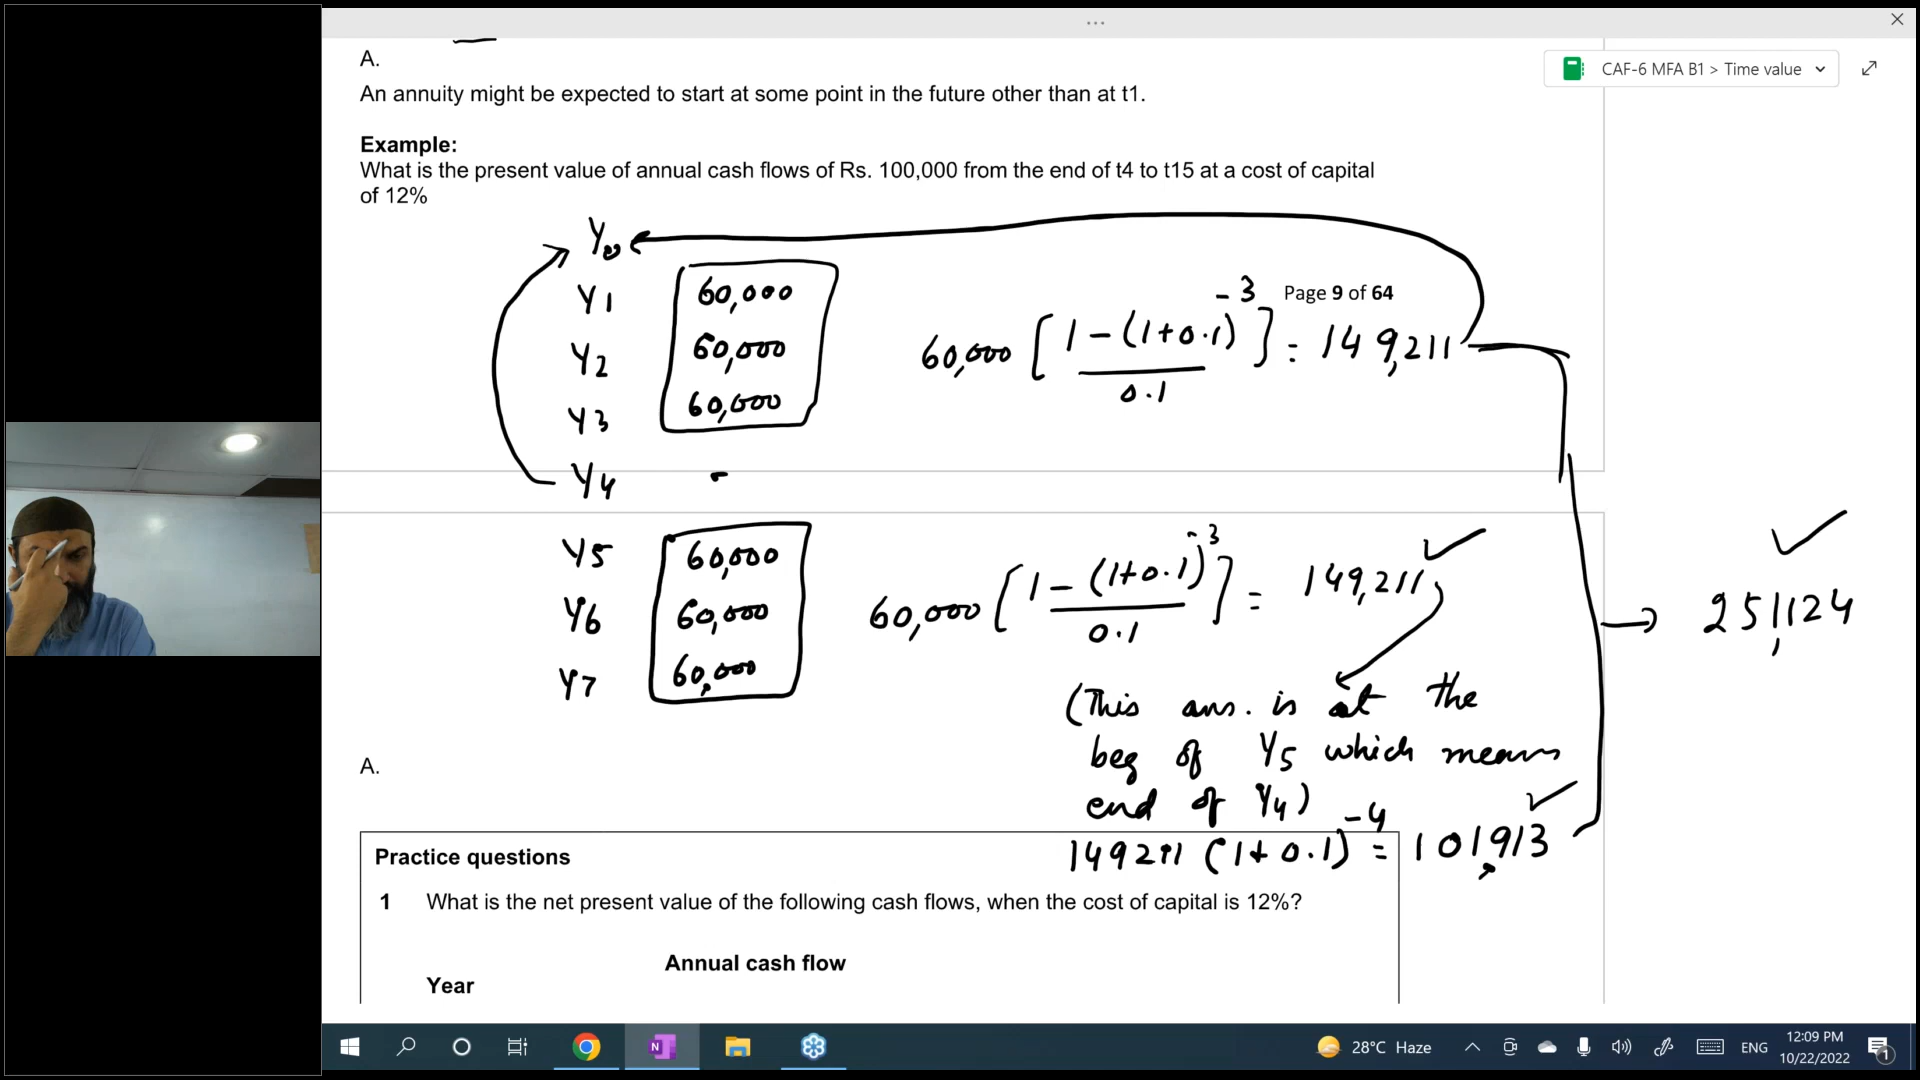 ...
CAF-6 MFA B1 > Time value
A.
An annuity might be expected to start at some point in the future other than at t1.
Example:
What is the present value of annual cash flows of Rs. 100,000 from the end of t4 to t15 at a cost of capital
of 12%
Y0
Y1 60,000
Page 9 of 64
Y2 60,000
60,000 [1 - (1+0.1)^-3 / 0.1] = 149,211
Y3 60,000
Y4 -
Y5 60,000
Y6 60,000
60,000 [1 - (1+0.1)^-3 / 0.1] = 149,211
→ 251,124
Y7 60,000
(This ans. is at the
beg of Y5 which means
end of Y4)
A.
149211 (1+0.1)^-4 = 101,913
Practice questions
1 What is the net present value of the following cash flows, when the cost of capital is 12%?
Annual cash flow
Year
28°C Haze
ENG
12:09 PM
10/22/2022
1